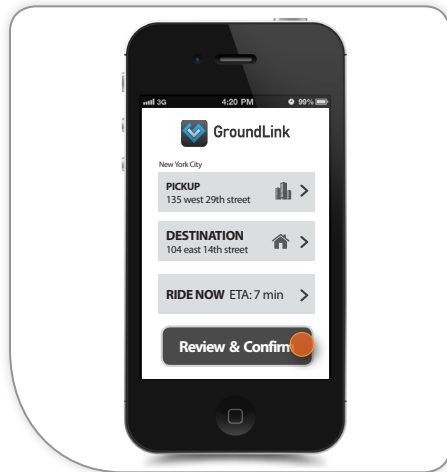 3G 4:20 PM 99%
GroundLink
New York City
PICKUP
135 west 29th street
DESTINATION
104 east 14th street
RIDE NOW ETA: 7 min
Review & Confirm